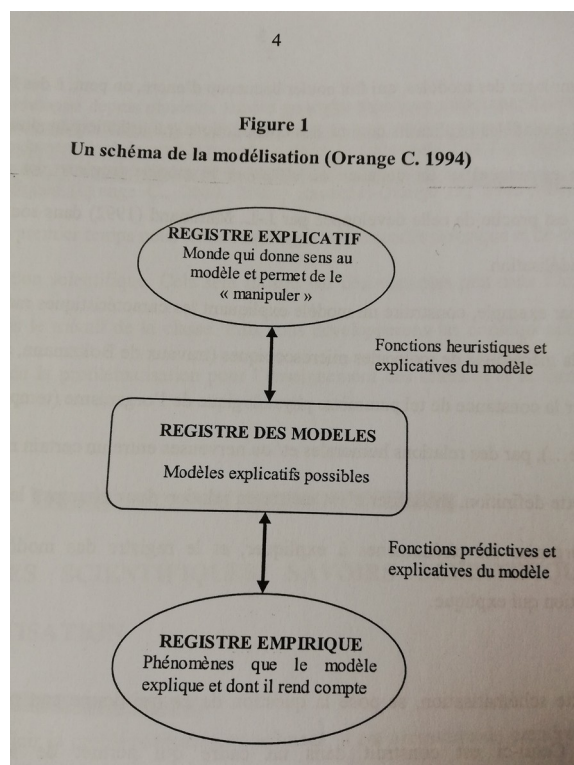 4
Figure 1
Un schéma de la modélisation (Orange C. 1994)
REGISTRE EXPLICATIF
Monde qui donne sens au
modèle et permet de le
« manipuler »
Fonctions heuristiques et
explicatives du modèle
REGISTRE DES MODELES
Modèles explicatifs possibles
Fonctions prédictives et
explicatives du modèle
REGISTRE EMPIRIQUE
Phénomènes que le modèle
explique et dont il rend compte